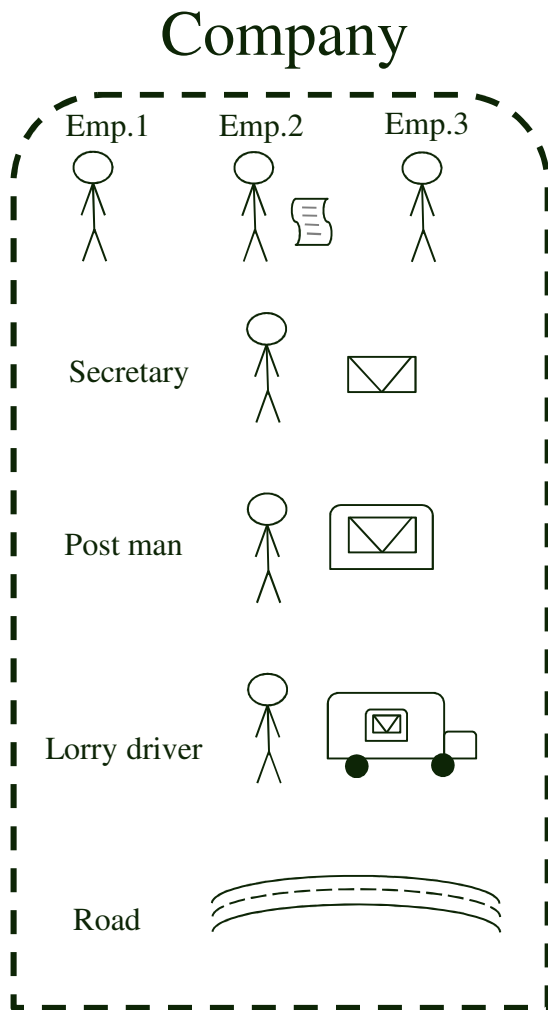 Company
Emp.1 Emp.2 Emp.3
Secretary
Post man
Lorry driver
Road